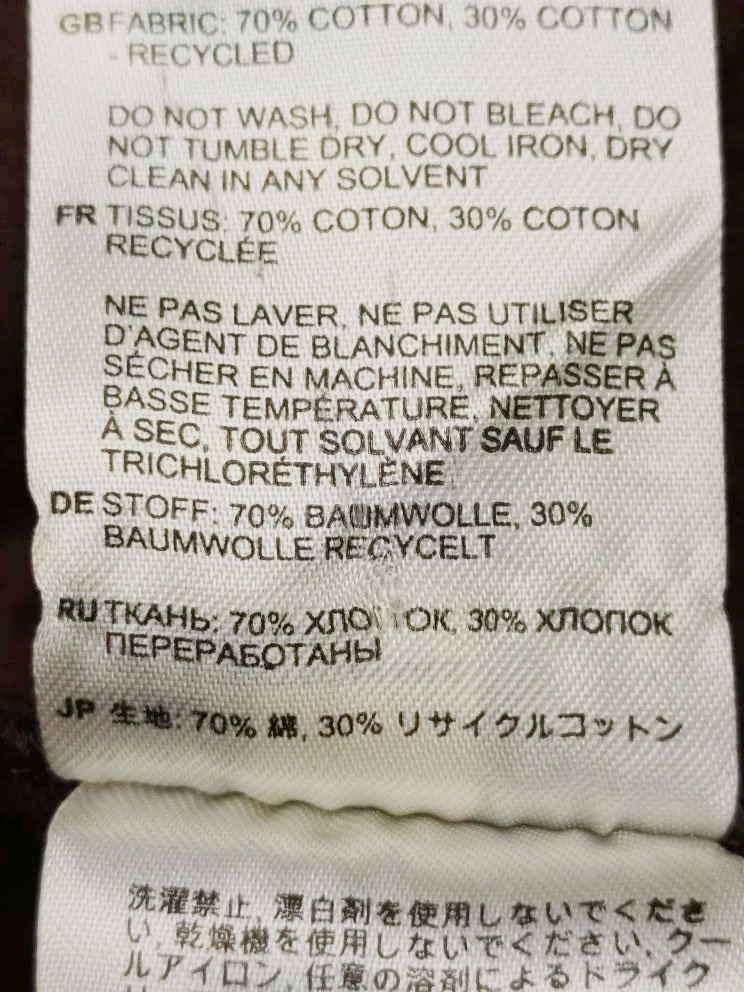 GB FABRIC: 70% COTTON, 30% COTTON
- RECYCLED
DO NOT WASH, DO NOT BLEACH, DO
NOT TUMBLE DRY, COOL IRON, DRY
CLEAN IN ANY SOLVENT
FR TISSUS: 70% COTON, 30% COTON
RECYCLÉE
NE PAS LAVER, NE PAS UTILISER
D'AGENT DE BLANCHIMENT, NE PAS
SÉCHER EN MACHINE, REPASSER À
BASSE TEMPÉRATURE, NETTOYER
À SEC, TOUT SOLVANT SAUF LE
TRICHLORÉTHYLÈNE
DE STOFF: 70% BAUMWOLLE, 30%
BAUMWOLLE RECYCELT
RU ТКАНЬ: 70% ХЛОПОК, 30% ХЛОПОК
ПЕРЕРАБОТАНЫ
JP 生地: 70% 綿, 30% リサイクルコットン
洗濯禁止, 漂白剤を使用しないでくださ
い, 乾燥機を使用しないでください, クー
ルアイロン, 任意の溶剤によるドライク